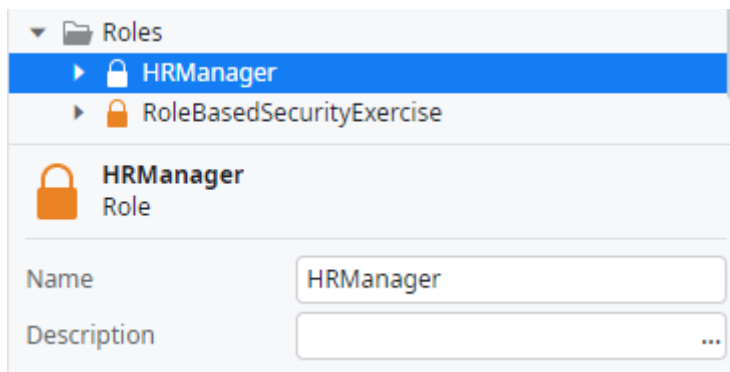 Roles
HRManager
RoleBasedSecurityExercise
HRManager
Role
Name HRManager
Description ...